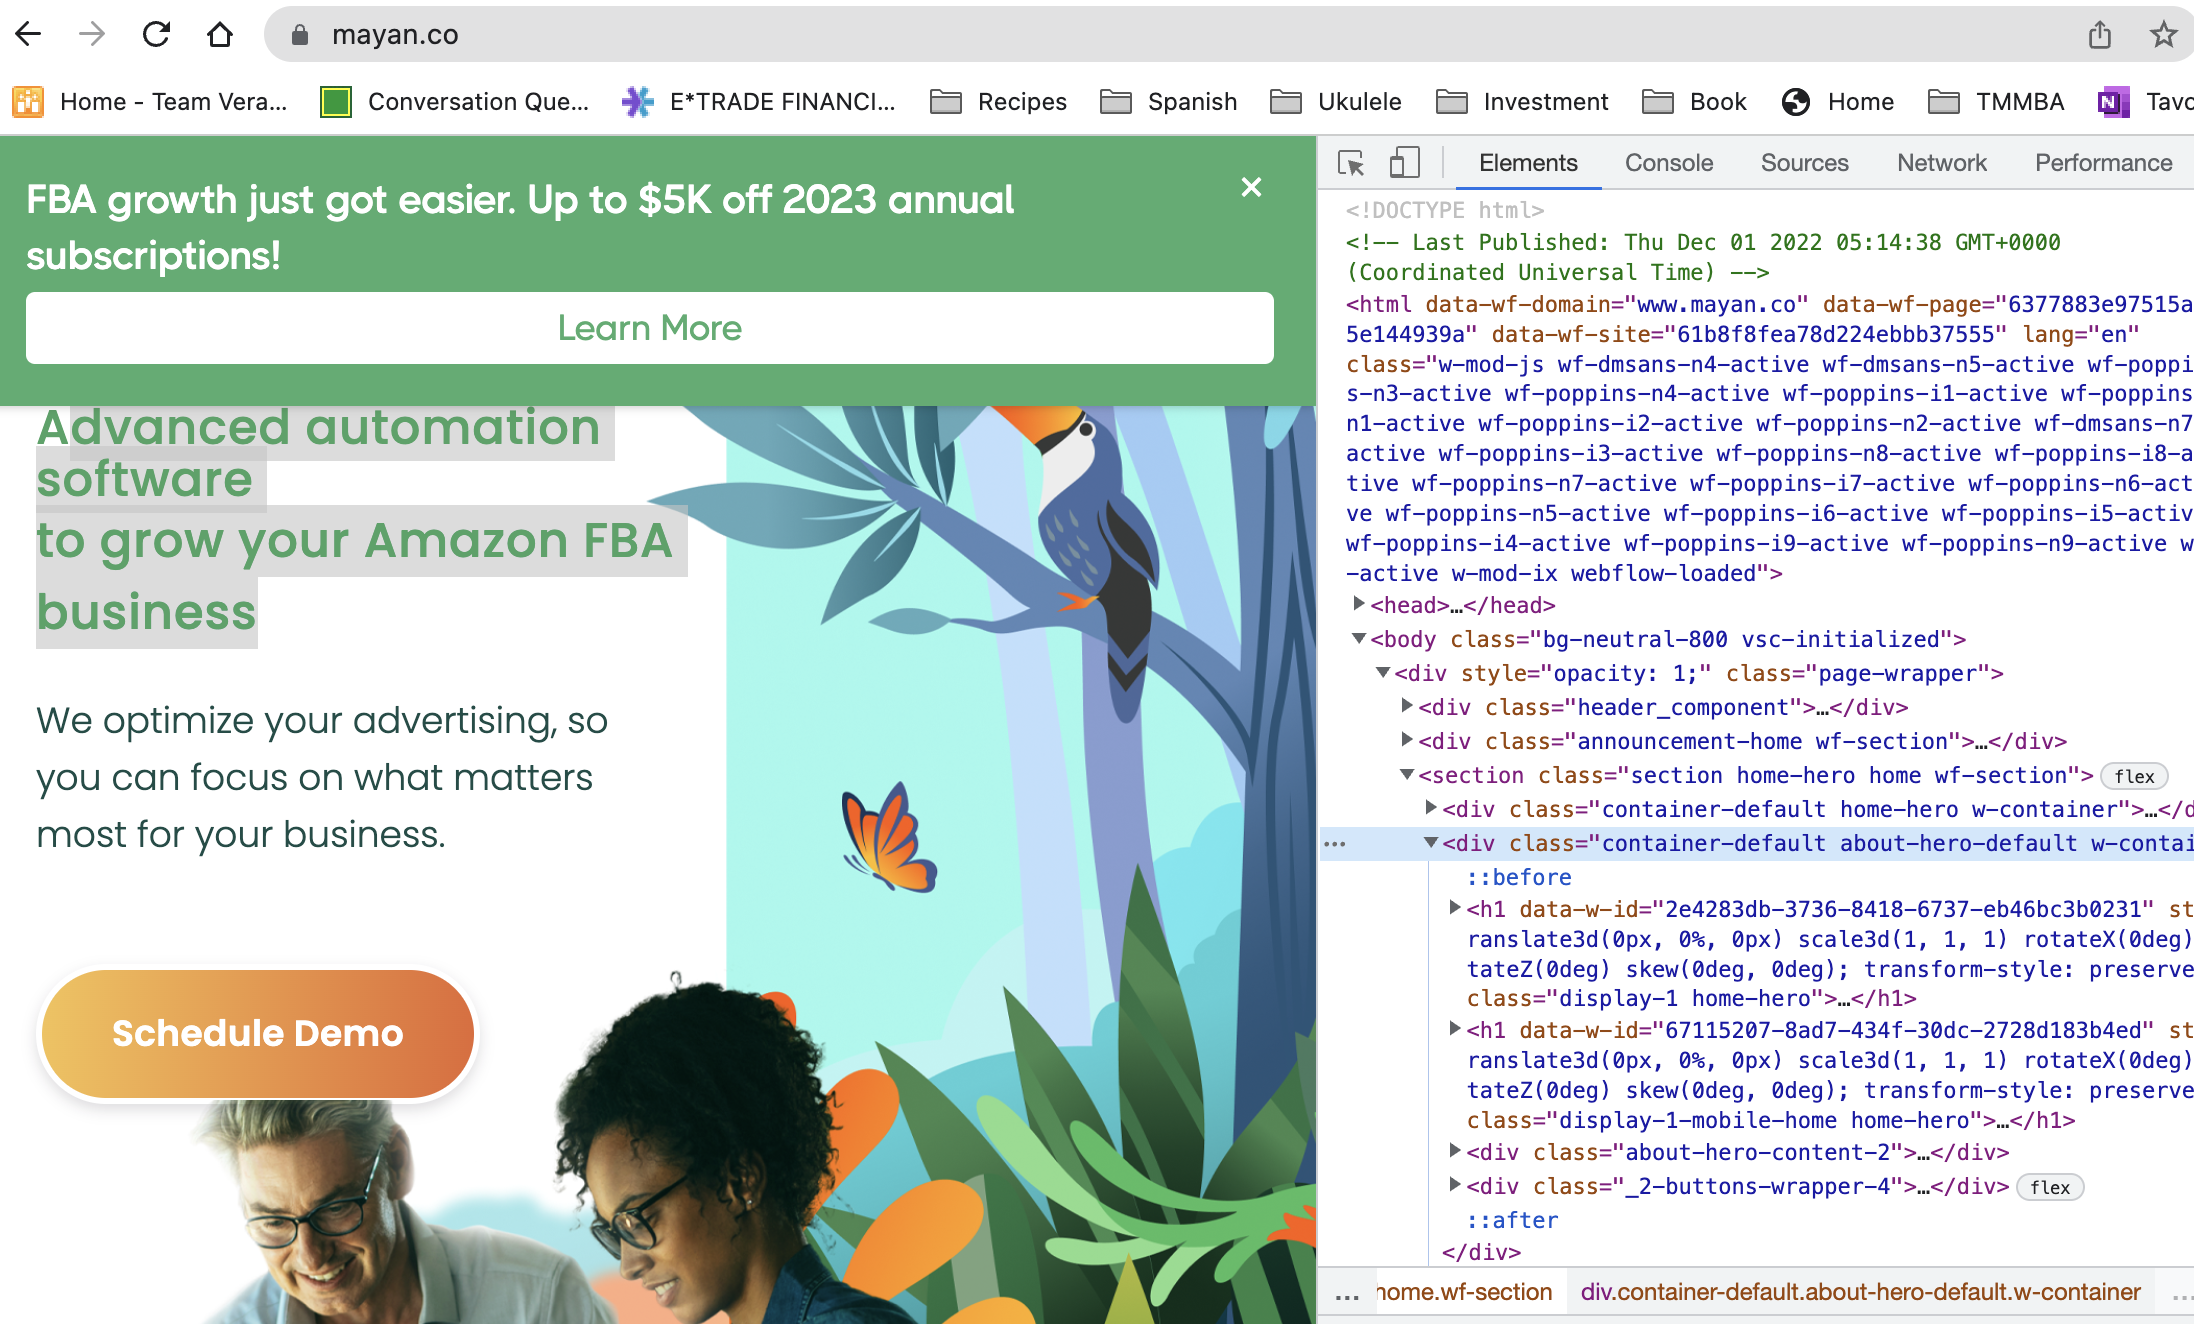 mayan.co
Home - Team Vera...
Conversation Que...
E*TRADE FINANCI...
Recipes
Spanish
Ukulele
Investment
Book
Home
TMMBA
Tavo
FBA growth just got easier. Up to $5K off 2023 annual
subscriptions!
Learn More
Advanced automation
software
to grow your Amazon FBA
business
We optimize your advertising, so
you can focus on what matters
most for your business.
Schedule Demo
Elements
Console
Sources
Network
Performance
<!DOCTYPE html>
<!-- Last Published: Thu Dec 01 2022 05:14:38 GMT+0000
(Coordinated Universal Time) -->
<html data-wf-domain="www.mayan.co" data-wf-page="6377883e97515a
5e144939a" data-wf-site="61b8f8fea78d224ebbb37555" lang="en"
class="w-mod-js wf-dmsans-n4-active wf-dmsans-n5-active wf-poppi
s-n3-active wf-poppins-n4-active wf-poppins-i1-active wf-poppins
n1-active wf-poppins-i2-active wf-poppins-n2-active wf-dmsans-n7
active wf-poppins-i3-active wf-poppins-n8-active wf-poppins-i8-a
tive wf-poppins-n7-active wf-poppins-i7-active wf-poppins-n6-act
ve wf-poppins-n5-active wf-poppins-i6-active wf-poppins-i5-activ
wf-poppins-i4-active wf-poppins-i9-active wf-poppins-n9-active w
-active w-mod-ix webflow-loaded">
<head>…</head>
<body class="bg-neutral-800 vsc-initialized">
<div style="opacity: 1;" class="page-wrapper">
<div class="header_component">…</div>
<div class="announcement-home wf-section">…</div>
<section class="section home-hero home wf-section"> flex
<div class="container-default home-hero w-container">…</d
... <div class="container-default about-hero-default w-contai
::before
<h1 data-w-id="2e4283db-3736-8418-6737-eb46bc3b0231" st
ranslate3d(0px, 0%, 0px) scale3d(1, 1, 1) rotateX(0deg)
tateZ(0deg) skew(0deg, 0deg); transform-style: preserve
class="display-1 home-hero">…</h1>
<h1 data-w-id="67115207-8ad7-434f-30dc-2728d183b4ed" st
ranslate3d(0px, 0%, 0px) scale3d(1, 1, 1) rotateX(0deg)
tateZ(0deg) skew(0deg, 0deg); transform-style: preserve
class="display-1-mobile-home home-hero">…</h1>
<div class="about-hero-content-2">…</div>
<div class="_2-buttons-wrapper-4">…</div> flex
::after
</div>
... home.wf-section div.container-default.about-hero-default.w-container ...